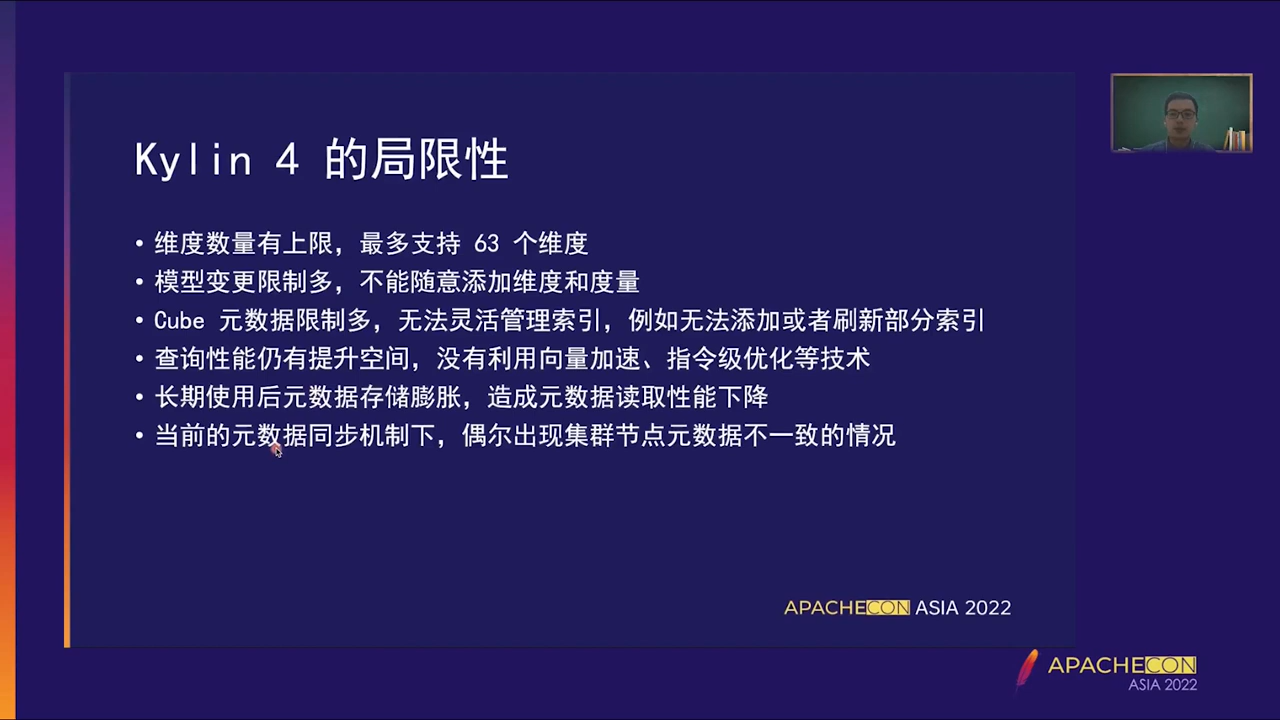 Kylin 4 的局限性
• 维度数量有上限，最多支持 63 个维度
• 模型变更限制多，不能随意添加维度和度量
• Cube 元数据限制多，无法灵活管理索引，例如无法添加或者刷新部分索引
• 查询性能仍有提升空间，没有利用向量加速、指令级优化等技术
• 长期使用后元数据存储膨胀，造成元数据读取性能下降
• 当前的元数据同步机制下，偶尔出现集群节点元数据不一致的情况
APACHECON ASIA 2022
APACHECON
ASIA 2022